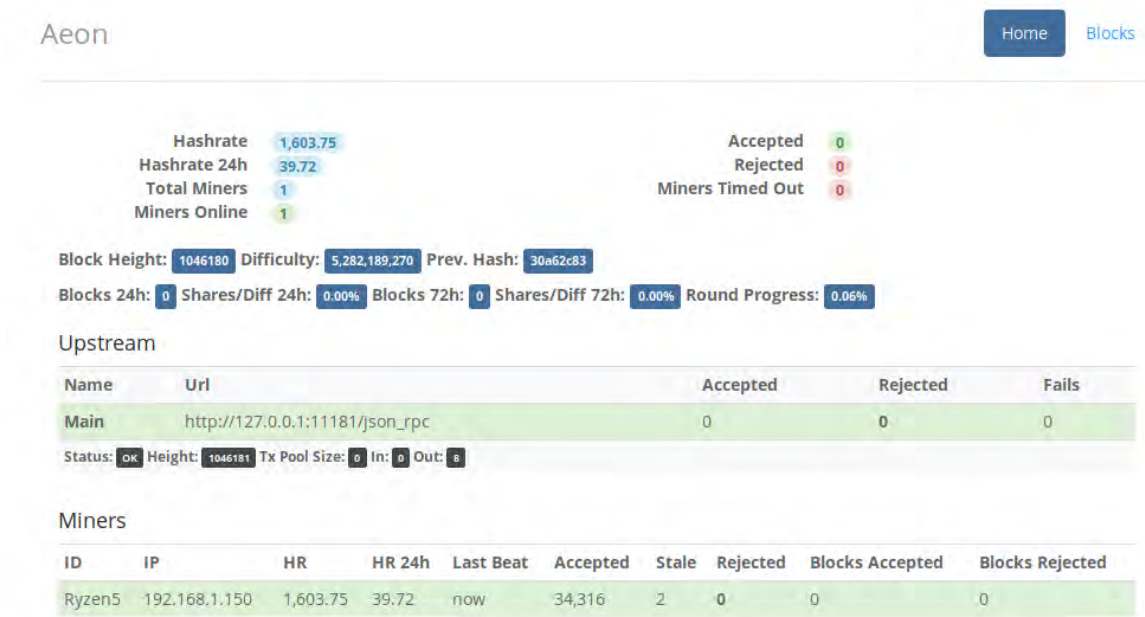 Aeon Home Blocks
Hashrate 1,603.75 Accepted 0
Hashrate 24h 39.72 Rejected 0
Total Miners 1 Miners Timed Out 0
Miners Online 1
Block Height: 1046180 Difficulty: 5,282,189,270 Prev. Hash: 30a62c83
Blocks 24h: 0 Shares/Diff 24h: 0.00% Blocks 72h: 0 Shares/Diff 72h: 0.00% Round Progress: 0.06%
Upstream
Name Url Accepted Rejected Fails
Main http://127.0.0.1:11181/json_rpc 0 0 0
Status: OK Height: 1046181 Tx Pool Size: 0 In: 0 Out: 8
Miners
ID IP HR HR 24h Last Beat Accepted Stale Rejected Blocks Accepted Blocks Rejected
Ryzen5 192.168.1.150 1,603.75 39.72 now 34,316 2 0 0 0